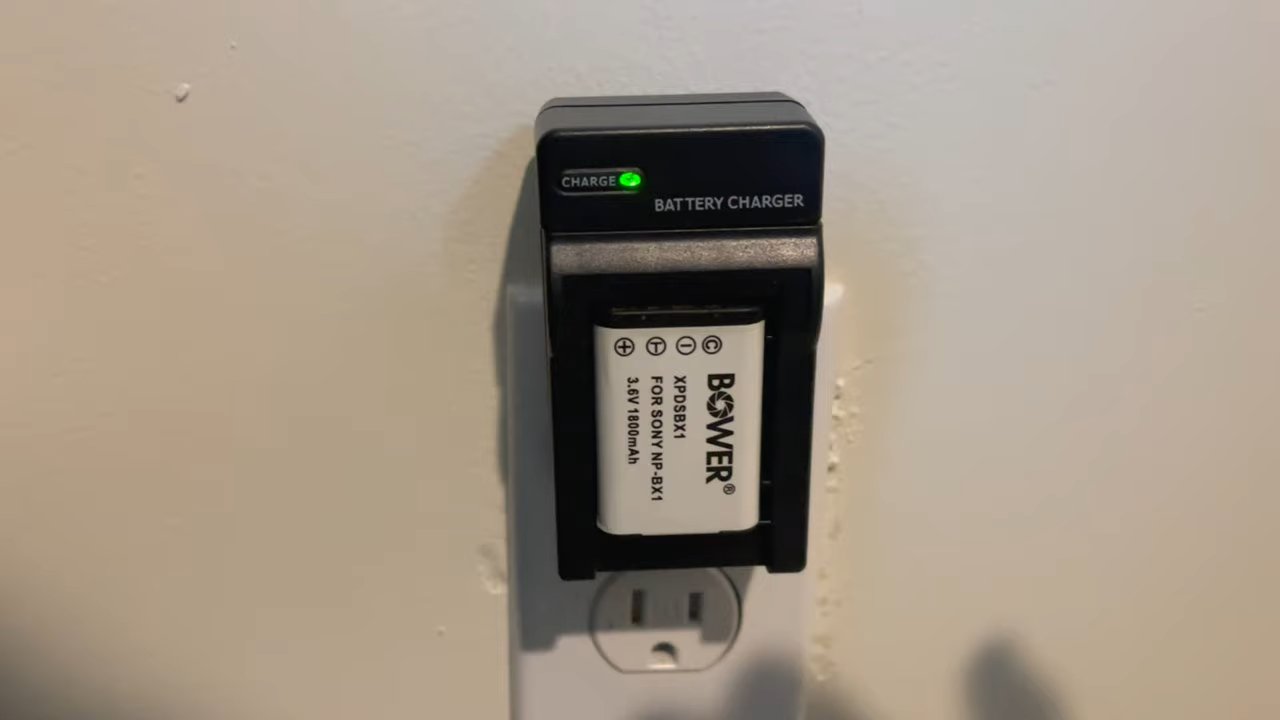 CHARGE
BATTERY CHARGER
BOWER®
XPDSBX1
FOR SONY NP-BX1
3.6V 1800mAh
Ⓒ ⊖ Ⓣ ⊕